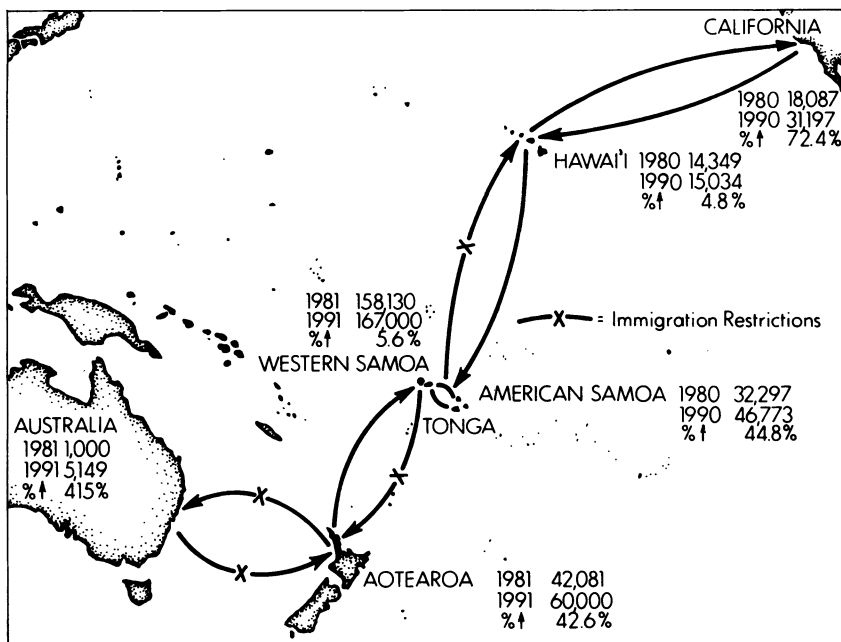 CALIFORNIA
1980 18,087
1990 31,197
%↑ 72.4%
HAWAI'I 1980 14,349
1990 15,034
%↑ 4.8%
1981 158,130
1991 167,000
%↑ 5.6%
WESTERN SAMOA
—X— = Immigration Restrictions
AMERICAN SAMOA 1980 32,297
1990 46,773
%↑ 44.8%
TONGA
AUSTRALIA
1981 1,000
1991 5,149
%↑ 415%
AOTEAROA 1981 42,081
1991 60,000
%↑ 42.6%
X
X
X
X